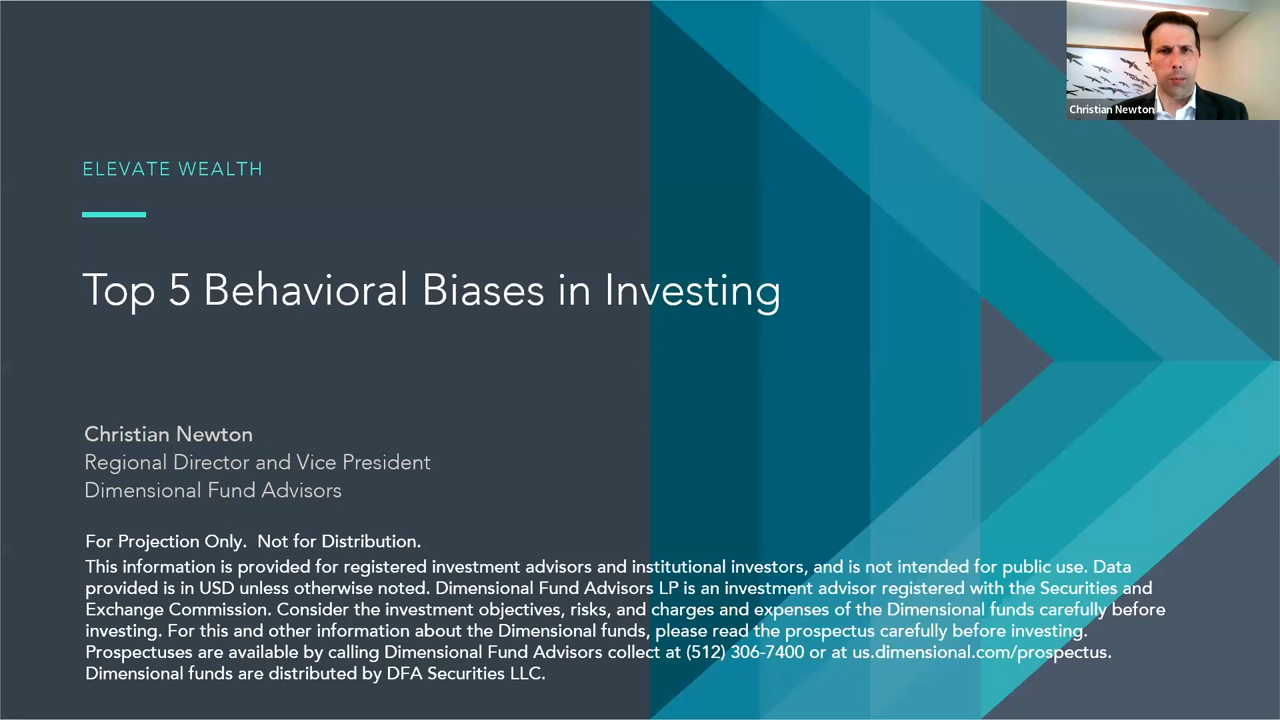 Christian Newton
ELEVATE WEALTH
Top 5 Behavioral Biases in Investing
Christian Newton
Regional Director and Vice President
Dimensional Fund Advisors
For Projection Only.  Not for Distribution.
This information is provided for registered investment advisors and institutional investors, and is not intended for public use. Data
provided is in USD unless otherwise noted. Dimensional Fund Advisors LP is an investment advisor registered with the Securities and
Exchange Commission. Consider the investment objectives, risks, and charges and expenses of the Dimensional funds carefully before
investing. For this and other information about the Dimensional funds, please read the prospectus carefully before investing.
Prospectuses are available by calling Dimensional Fund Advisors collect at (512) 306-7400 or at us.dimensional.com/prospectus.
Dimensional funds are distributed by DFA Securities LLC.